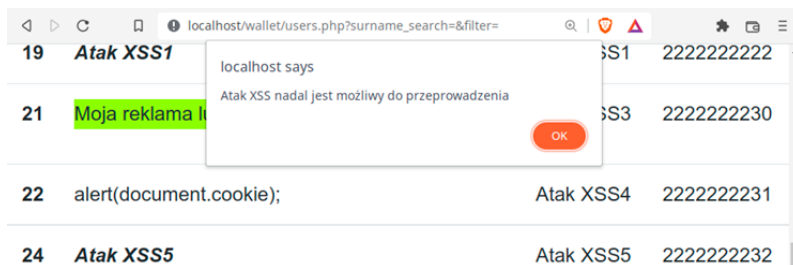 localhost/wallet/users.php?surname_search=&filter=
19 Atak XSS1 SS1 2222222222
localhost says
Atak XSS nadal jest możliwy do przeprowadzenia
OK
21 Moja reklama SS3 2222222230
22 alert(document.cookie); Atak XSS4 2222222231
24 Atak XSS5 Atak XSS5 2222222232